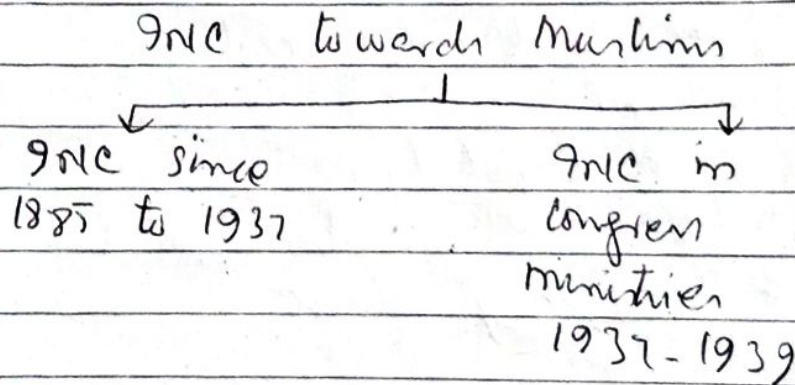 INC towards Muslims
INC since
1885 to 1937
INC in
congress
ministries
1937-1939